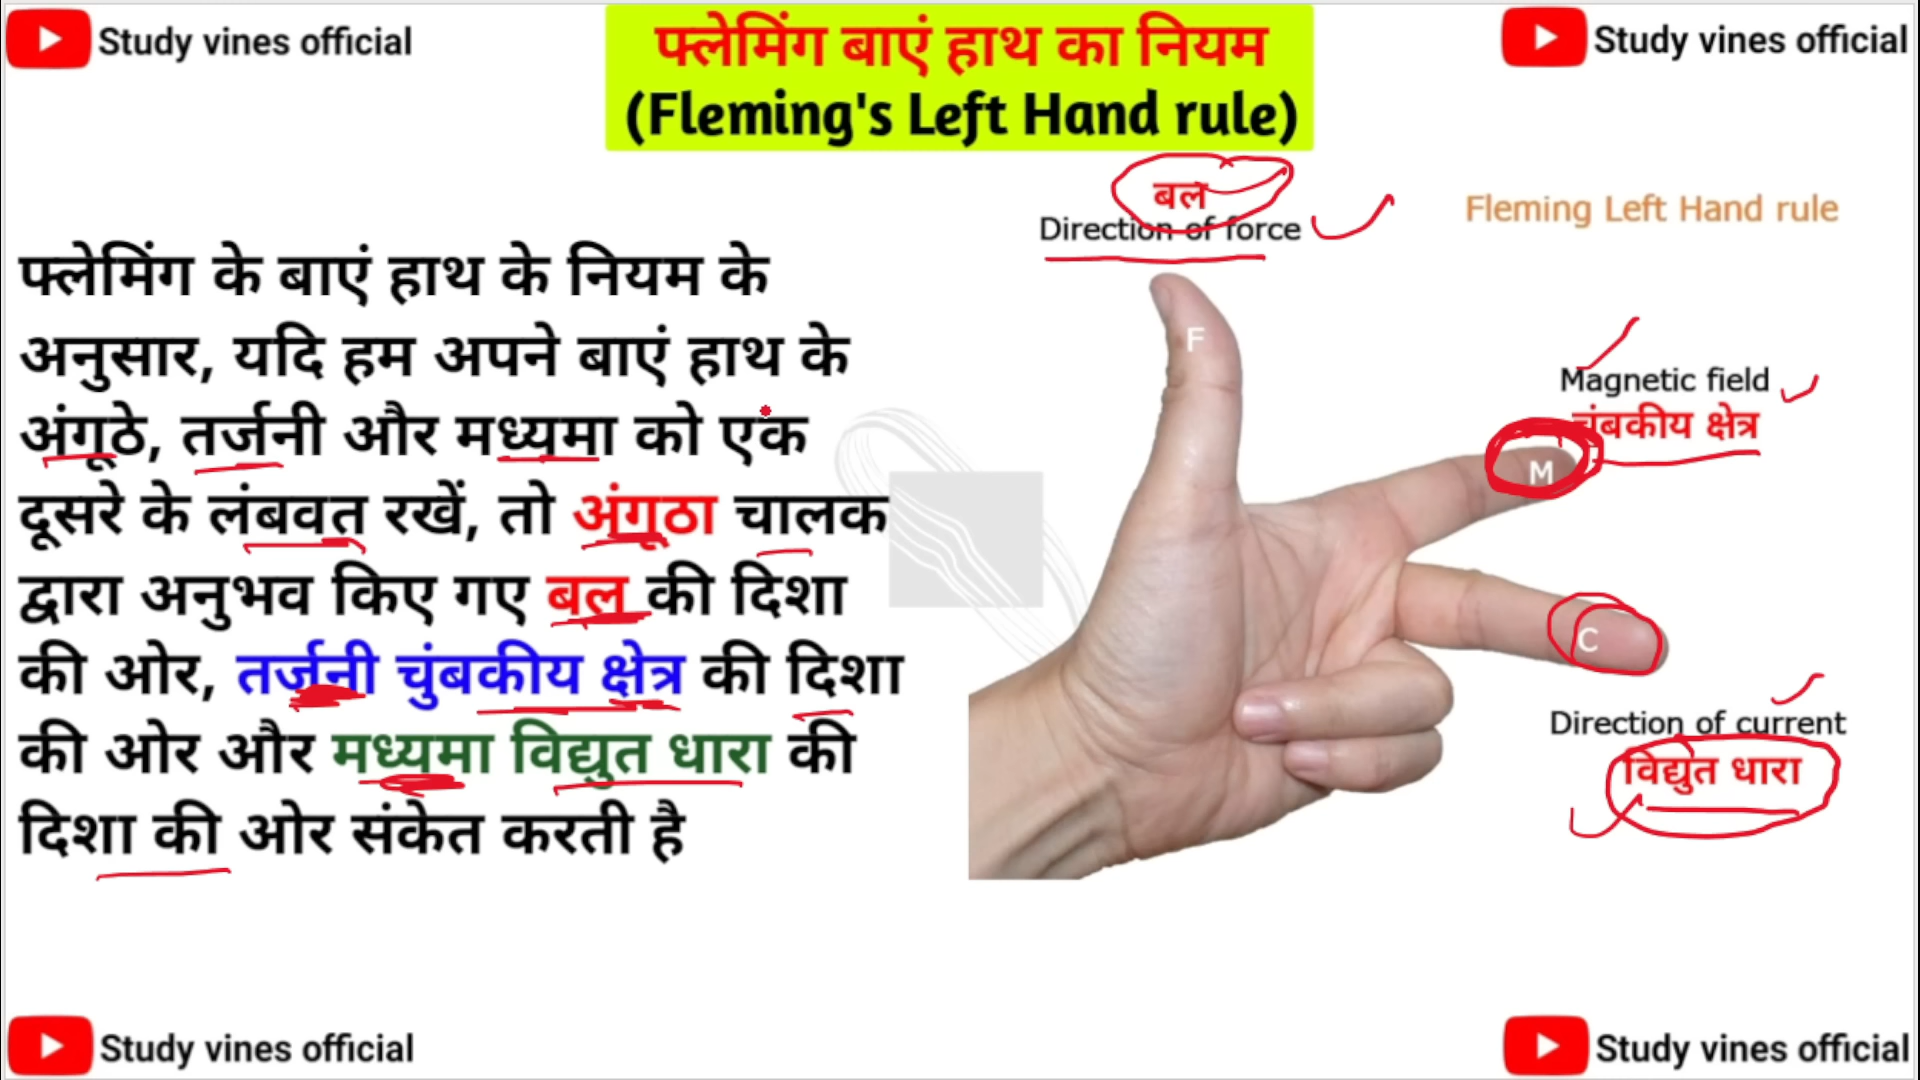 Study vines official
फ्लेमिंग बाएं हाथ का नियम
(Fleming's Left Hand rule)
Study vines official
बल
Direction of force
Fleming Left Hand rule
फ्लेमिंग के बाएं हाथ के नियम के
अनुसार, यदि हम अपने बाएं हाथ के
अंगूठे, तर्जनी और मध्यमा को एक
दूसरे के लंबवत रखें, तो अंगूठा चालक
द्वारा अनुभव किए गए बल की दिशा
की ओर, तर्जनी चुंबकीय क्षेत्र की दिशा
की ओर और मध्यमा विद्युत धारा की
दिशा की ओर संकेत करती है
F
Magnetic field
चुंबकीय क्षेत्र
M
C
Direction of current
विद्युत धारा
Study vines official
Study vines official